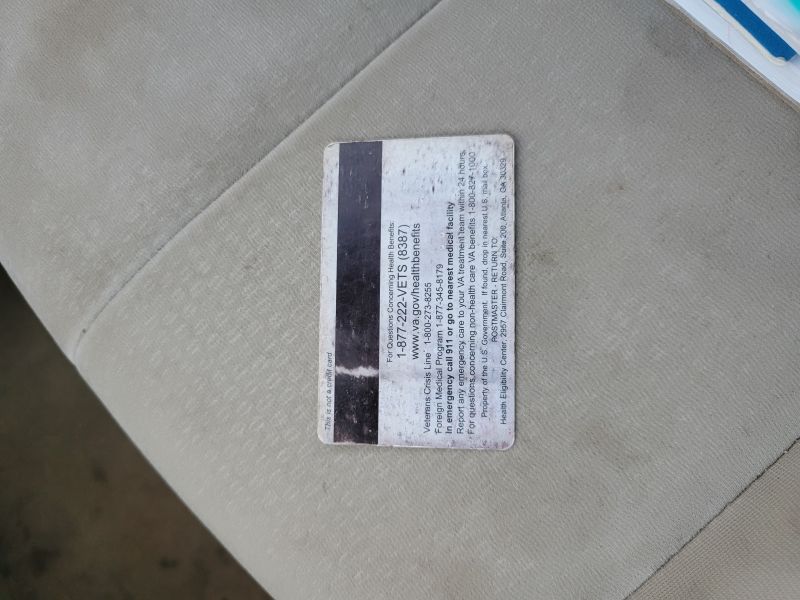 This is not a credit card
For Questions Concerning Health Benefits:
1-877-222-VETS (8387)
www.va.gov/healthbenefits
Veterans Crisis Line 1-800-273-8255
Foreign Medical Program 1-877-345-8179
In emergency call 911 or go to nearest medical facility
Report any emergency care to your VA treatment team within 24 hours.
For questions concerning non-health care VA benefits 1-800-827-1000
Property of the U.S. Government. If found, drop in nearest U.S. mail box.
POSTMASTER - RETURN TO:
Health Eligibility Center, 2957 Clairmont Road, Suite 200, Atlanta, GA 30329